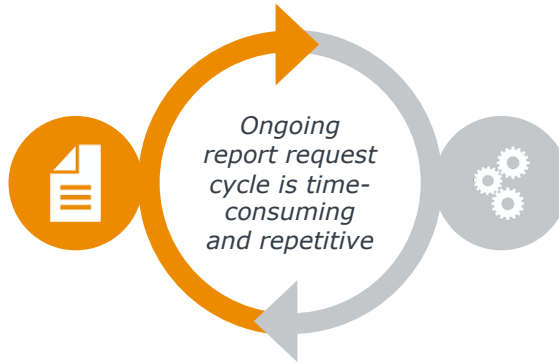 Ongoing
report request
cycle is time-
consuming
and repetitive